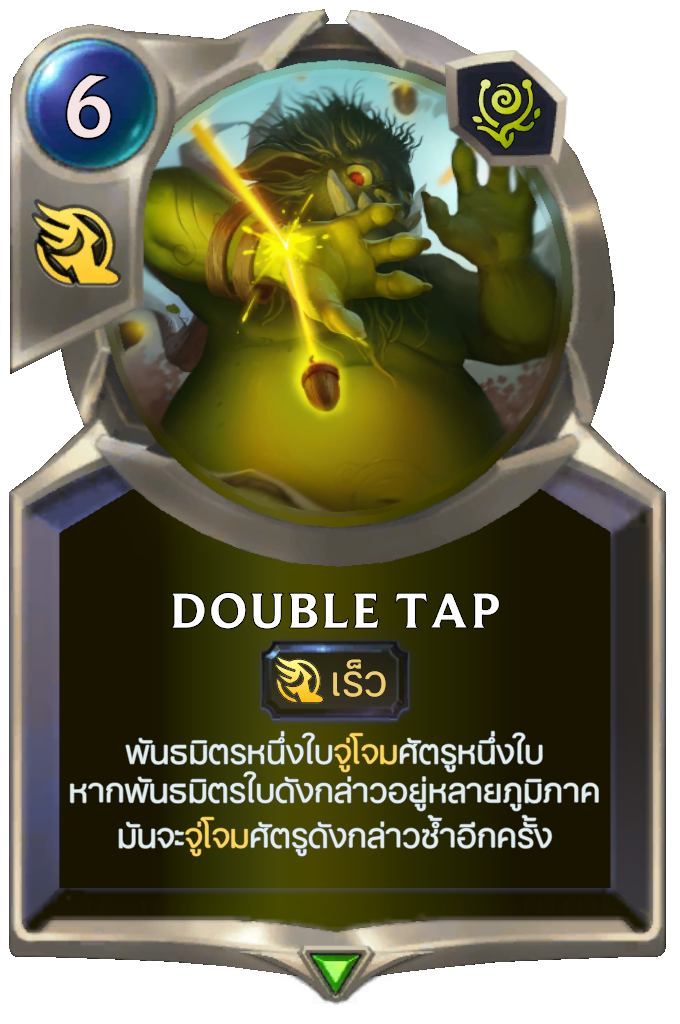 6
DOUBLE TAP
เร็ว
พันธมิตรหนึ่งใบจู่โจมศัตรูหนึ่งใบ
หากพันธมิตรใบดังกล่าวอยู่หลายภูมิภาค
มันจะจู่โจมศัตรูดังกล่าวซ้ำอีกครั้ง